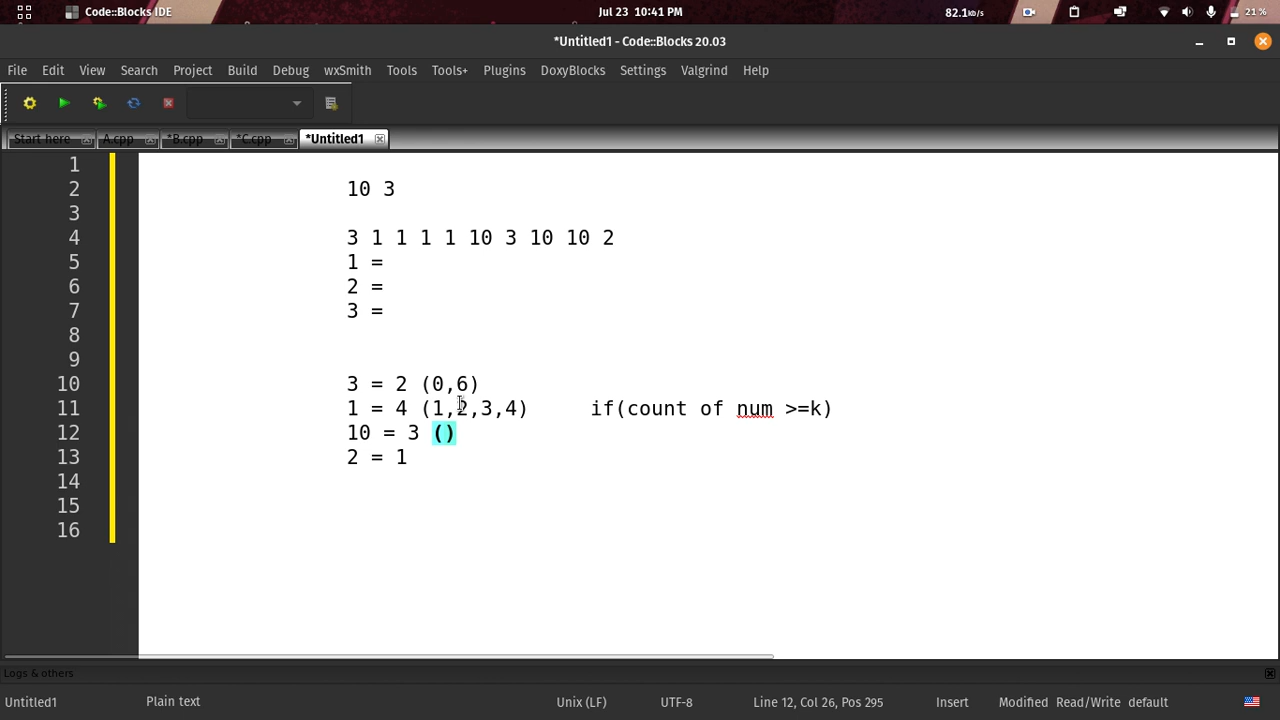 Code::Blocks IDE
Jul 23 10:41 PM
82.1kb/s
21 %
*Untitled1 - Code::Blocks 20.03
File Edit View Search Project Build Debug wxSmith Tools Tools+ Plugins DoxyBlocks Settings Valgrind Help
Start here A.cpp *B.cpp *C.cpp *Untitled1
1
2 10 3
3
4 3 1 1 1 1 10 3 10 10 2
5 1 =
6 2 =
7 3 =
8
9
10 3 = 2 (0,6)
11 1 = 4 (1,2,3,4) if(count of num >=k)
12 10 = 3 ()
13 2 = 1
14
15
16
Logs & others
Untitled1 Plain text Unix (LF) UTF-8 Line 12, Col 26, Pos 295 Insert Modified Read/Write default